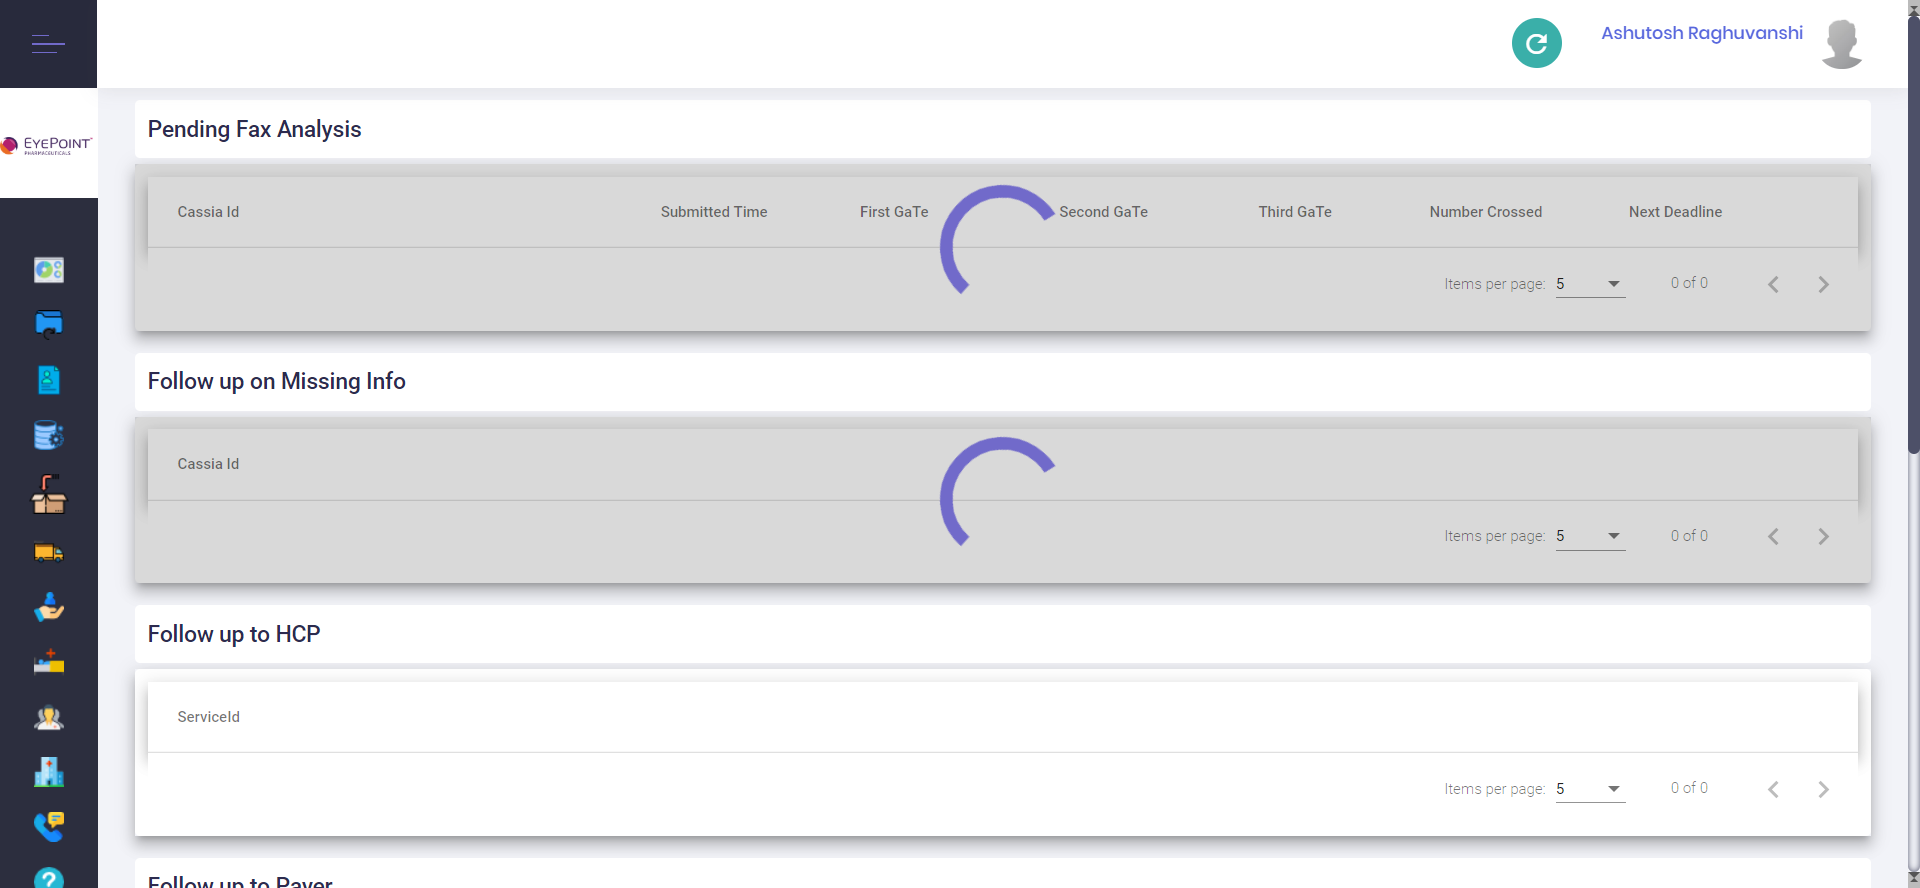 Ashutosh Raghuvanshi
EYEPOINT
PHARMACEUTICALS
Pending Fax Analysis
Cassia Id Submitted Time First GaTe Second GaTe Third GaTe Number Crossed Next Deadline
Items per page: 5 0 of 0
Follow up on Missing Info
Cassia Id
Items per page: 5 0 of 0
Follow up to HCP
ServiceId
Items per page: 5 0 of 0
Follow up to Payer